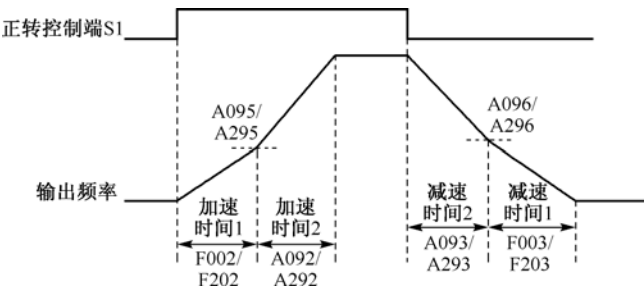 正转控制端S1
A095/
A295
A096/
A296
输出频率
加速
时间1
加速
时间2
减速
时间2
减速
时间1
F002/
F202
A092/
A292
A093/
A293
F003/
F203